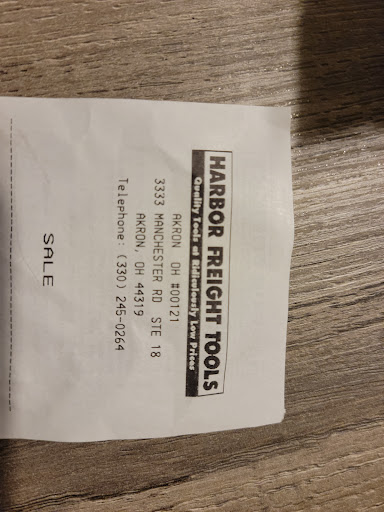 HARBOR FREIGHT TOOLS
Quality Tools at Ridiculously Low Prices
AKRON OH #00121
3333 MANCHESTER RD STE 18
AKRON, OH 44319
Telephone: (330) 245-0264
SALE